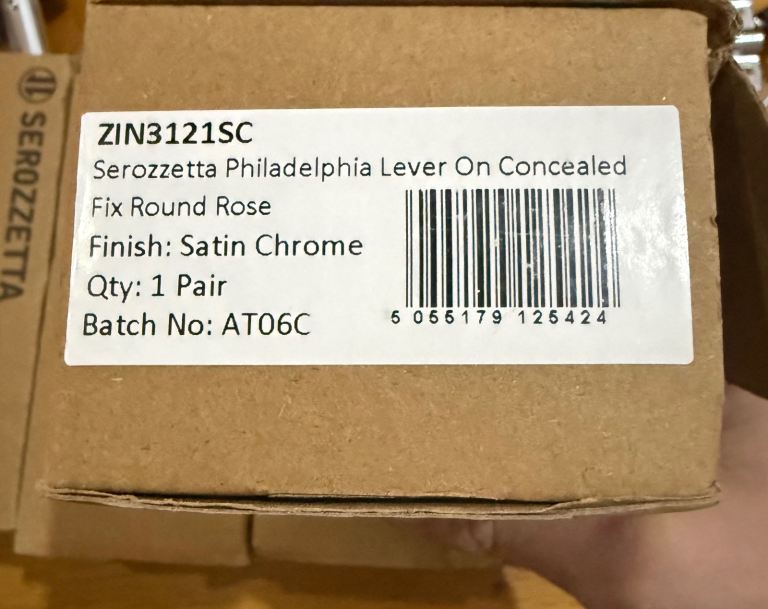 ZIN3121SC
Serozzetta Philadelphia Lever On Concealed
Fix Round Rose
Finish: Satin Chrome
Qty: 1 Pair
Batch No: AT06C
5 055179 125424
SEROZZETTA